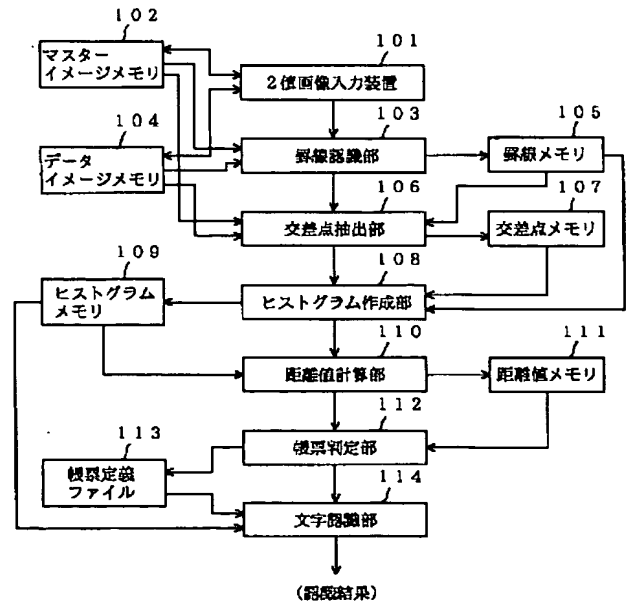 102
マスター
イメージメモリ
101
2値画像入力装置
104
データ
イメージメモリ
103
罫線認識部
105
罫線メモリ
106
交差点抽出部
107
交差点メモリ
109
ヒストグラム
メモリ
108
ヒストグラム作成部
110
距離値計算部
111
距離値メモリ
112
帳票判定部
113
帳票定義
ファイル
114
文字認識部
(認識結果)